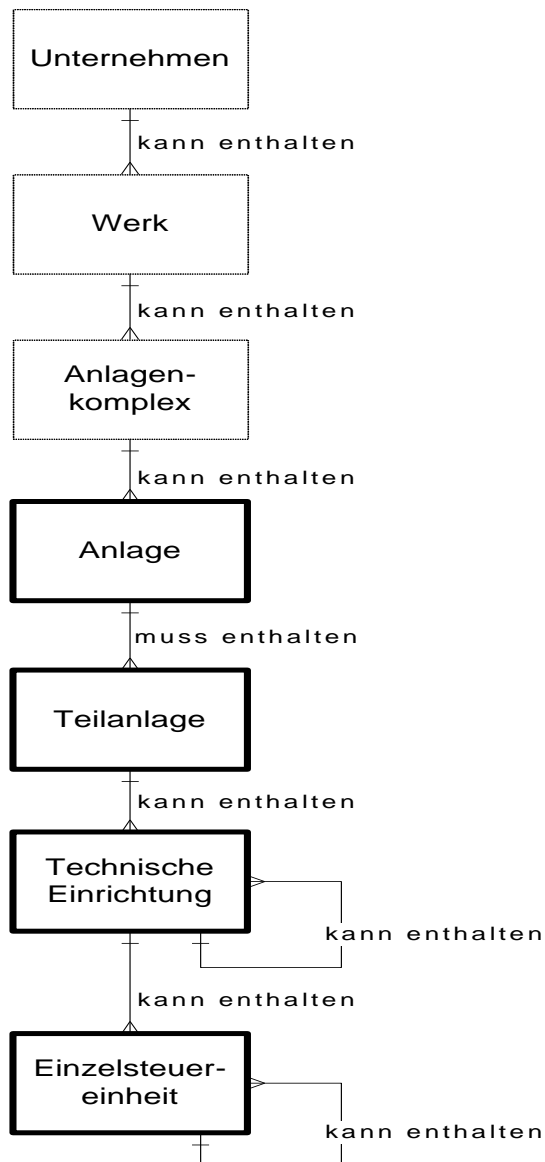 Unternehmen
kann enthalten
Werk
kann enthalten
Anlagen-
komplex
kann enthalten
Anlage
muss enthalten
Teilanlage
kann enthalten
Technische
Einrichtung
kann enthalten
kann enthalten
Einzelsteuer-
einheit
kann enthalten